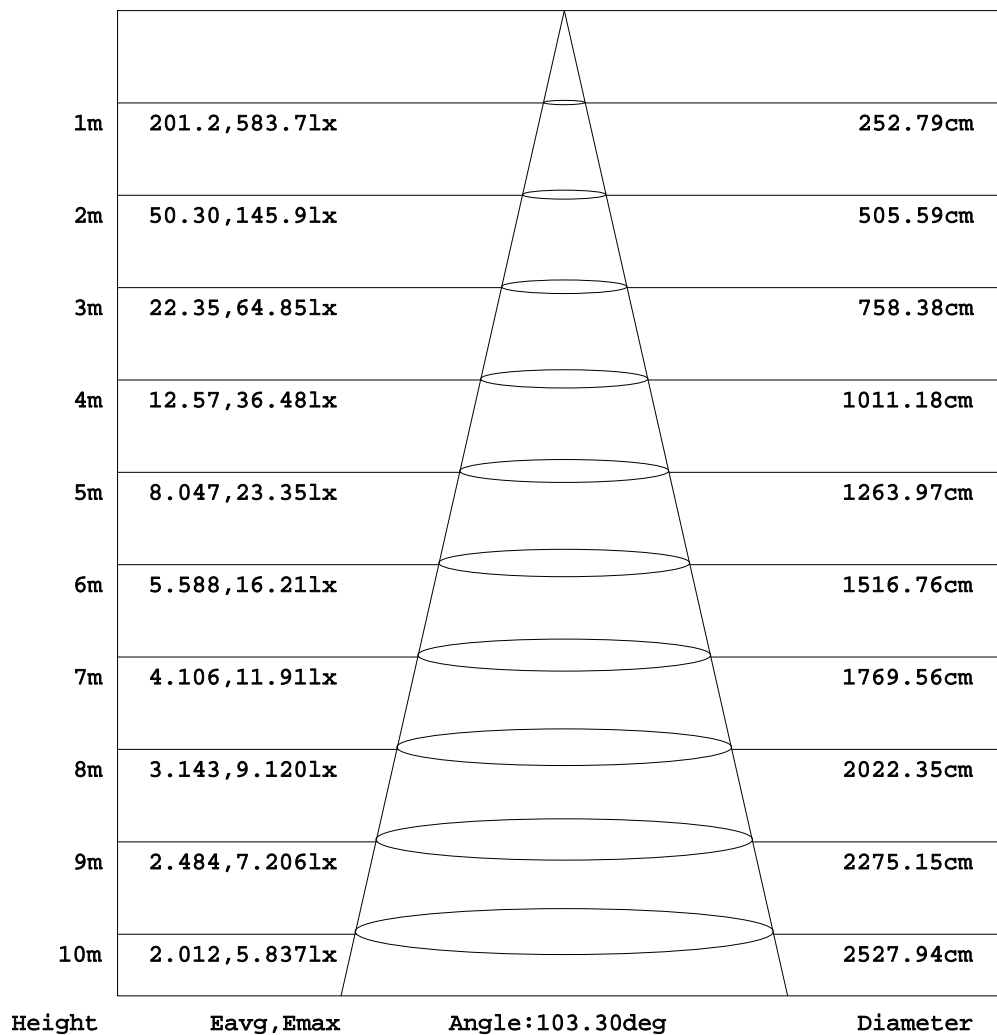 1m 201.2,583.7lx 252.79cm
2m 50.30,145.9lx 505.59cm
3m 22.35,64.85lx 758.38cm
4m 12.57,36.48lx 1011.18cm
5m 8.047,23.35lx 1263.97cm
6m 5.588,16.21lx 1516.76cm
7m 4.106,11.91lx 1769.56cm
8m 3.143,9.120lx 2022.35cm
9m 2.484,7.206lx 2275.15cm
10m 2.012,5.837lx 2527.94cm
Height Eavg,Emax Angle:103.30deg Diameter